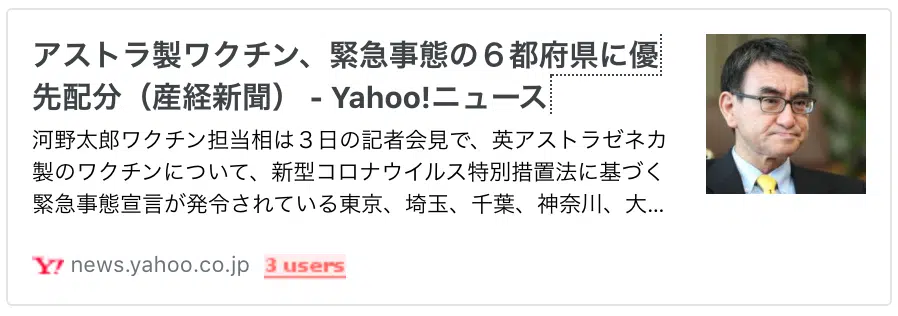 アストラ製ワクチン、緊急事態の６都府県に優
先配分（産経新聞） - Yahoo!ニュース
河野太郎ワクチン担当相は３日の記者会見で、英アストラゼネカ
製のワクチンについて、新型コロナウイルス特別措置法に基づく
緊急事態宣言が発令されている東京、埼玉、千葉、神奈川、大...
Y! news.yahoo.co.jp 3 users